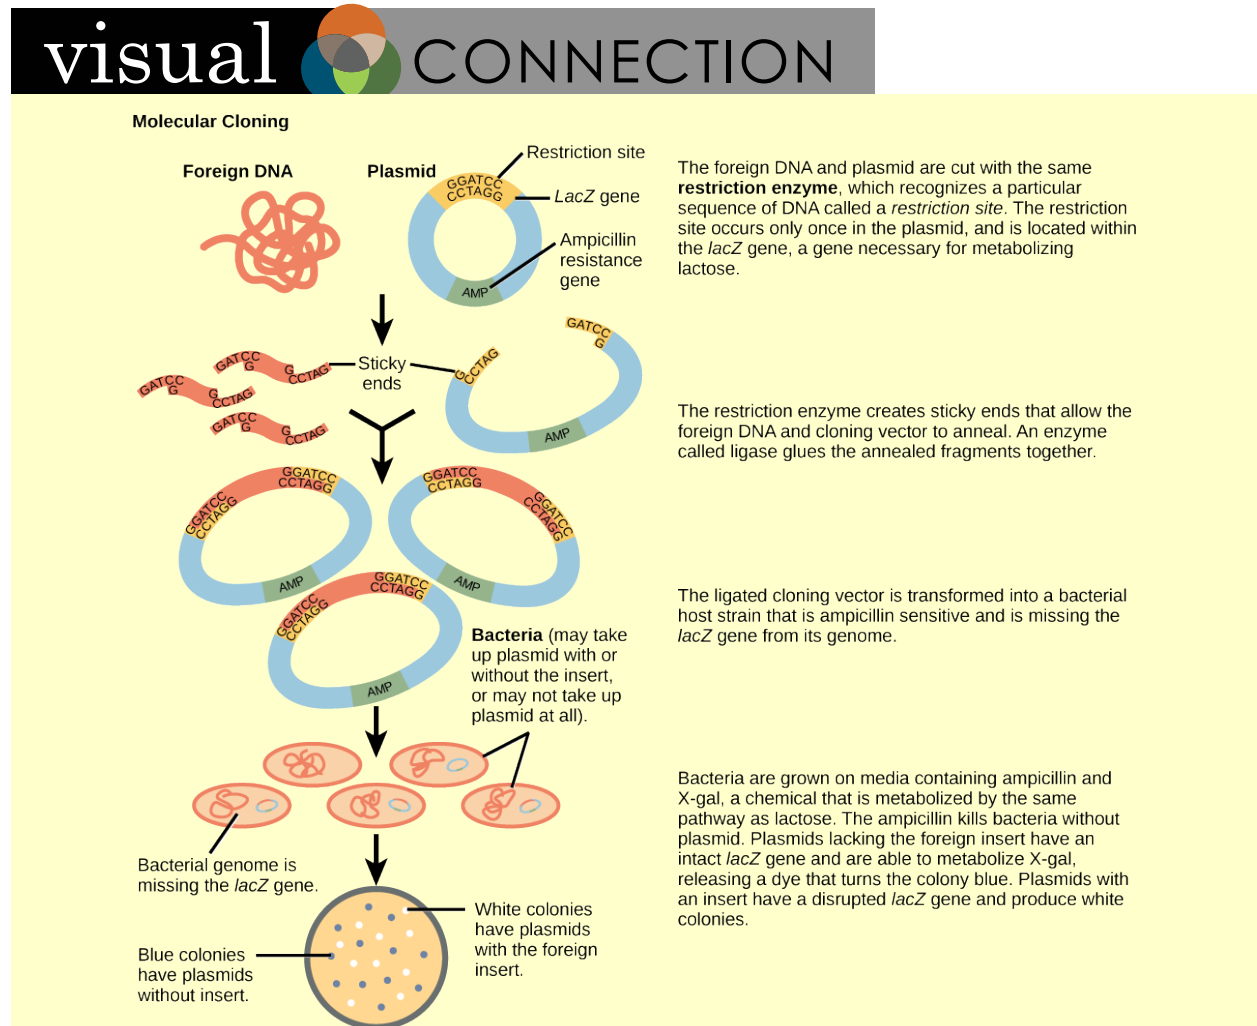 visual CONNECTION
Molecular Cloning
Foreign DNA
Plasmid
GGATCC
CCTAGG
Restriction site
LacZ gene
Ampicillin
resistance
gene
AMP
The foreign DNA and plasmid are cut with the same
restriction enzyme, which recognizes a particular
sequence of DNA called a restriction site. The restriction
site occurs only once in the plasmid, and is located within
the lacZ gene, a gene necessary for metabolizing
lactose.
GATCC
G
G
CCTAG
GATCC
G
G
CCTAG
GATCC
G
G
CCTAG
Sticky
ends
G
CCTAG
GATCC
G
AMP
The restriction enzyme creates sticky ends that allow the
foreign DNA and cloning vector to anneal. An enzyme
called ligase glues the annealed fragments together.
GGATCC
CCTAGG
GGATCC
CCTAGG
AMP
GGATCC
CCTAGG
GGATCC
CCTAGG
AMP
GGATCC
CCTAGG
GGATCC
CCTAGG
AMP
The ligated cloning vector is transformed into a bacterial
host strain that is ampicillin sensitive and is missing the
lacZ gene from its genome.
Bacteria (may take
up plasmid with or
without the insert,
or may not take up
plasmid at all).
Bacterial genome is
missing the lacZ gene.
Bacteria are grown on media containing ampicillin and
X-gal, a chemical that is metabolized by the same
pathway as lactose. The ampicillin kills bacteria without
plasmid. Plasmids lacking the foreign insert have an
intact lacZ gene and are able to metabolize X-gal,
releasing a dye that turns the colony blue. Plasmids with
an insert have a disrupted lacZ gene and produce white
colonies.
White colonies
have plasmids
with the foreign
insert.
Blue colonies
have plasmids
without insert.